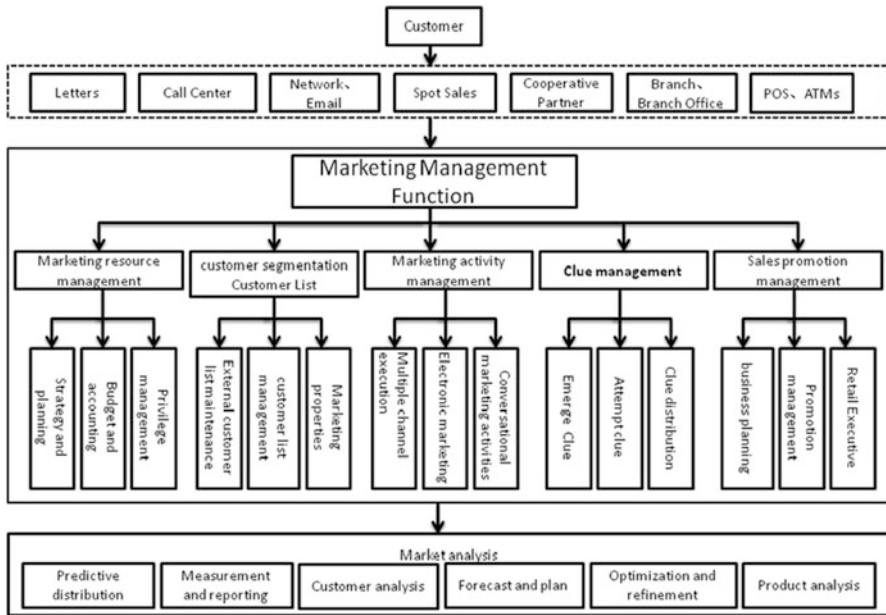 Customer
Letters
Call Center
Network、
Email
Spot Sales
Cooperative
Partner
Branch、
Branch Office
POS、ATMs
Marketing Management
Function
Marketing resource
management
customer segmentation
Customer List
Marketing activity
management
Clue management
Sales promotion
management
Strategy and
planning
Budget and
accounting
Privilege
management
External customer
list maintenance
customer list
management
Marketing
properties
Multiple channel
execution
Electronic marketing
Conversational
marketing activities
Emerge Clue
Attempt clue
Clue distribution
business planning
Promotion
management
Retail Executive
Market analysis
Predictive
distribution
Measurement
and reporting
Customer analysis
Forecast and plan
Optimization and
refinement
Product analysis